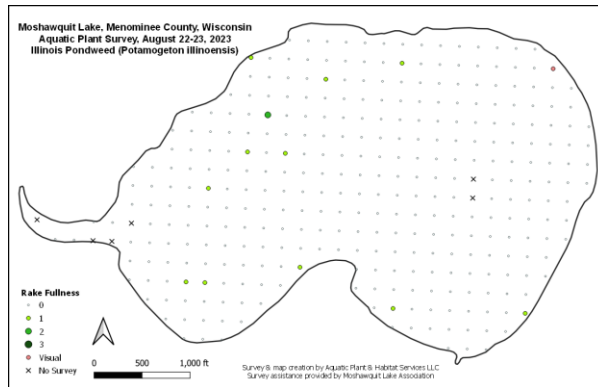 Moshawquit Lake, Menominee County, Wisconsin
Aquatic Plant Survey, August 22-23, 2023
Illinois Pondweed (Potamogeton illinoensis)
Rake Fullness
0
1
2
3
Visual
No Survey
0 500 1,000 ft
Survey & map creation by Aquatic Plant & Habitat Services LLC
Survey assistance provided by Moshawquit Lake Association